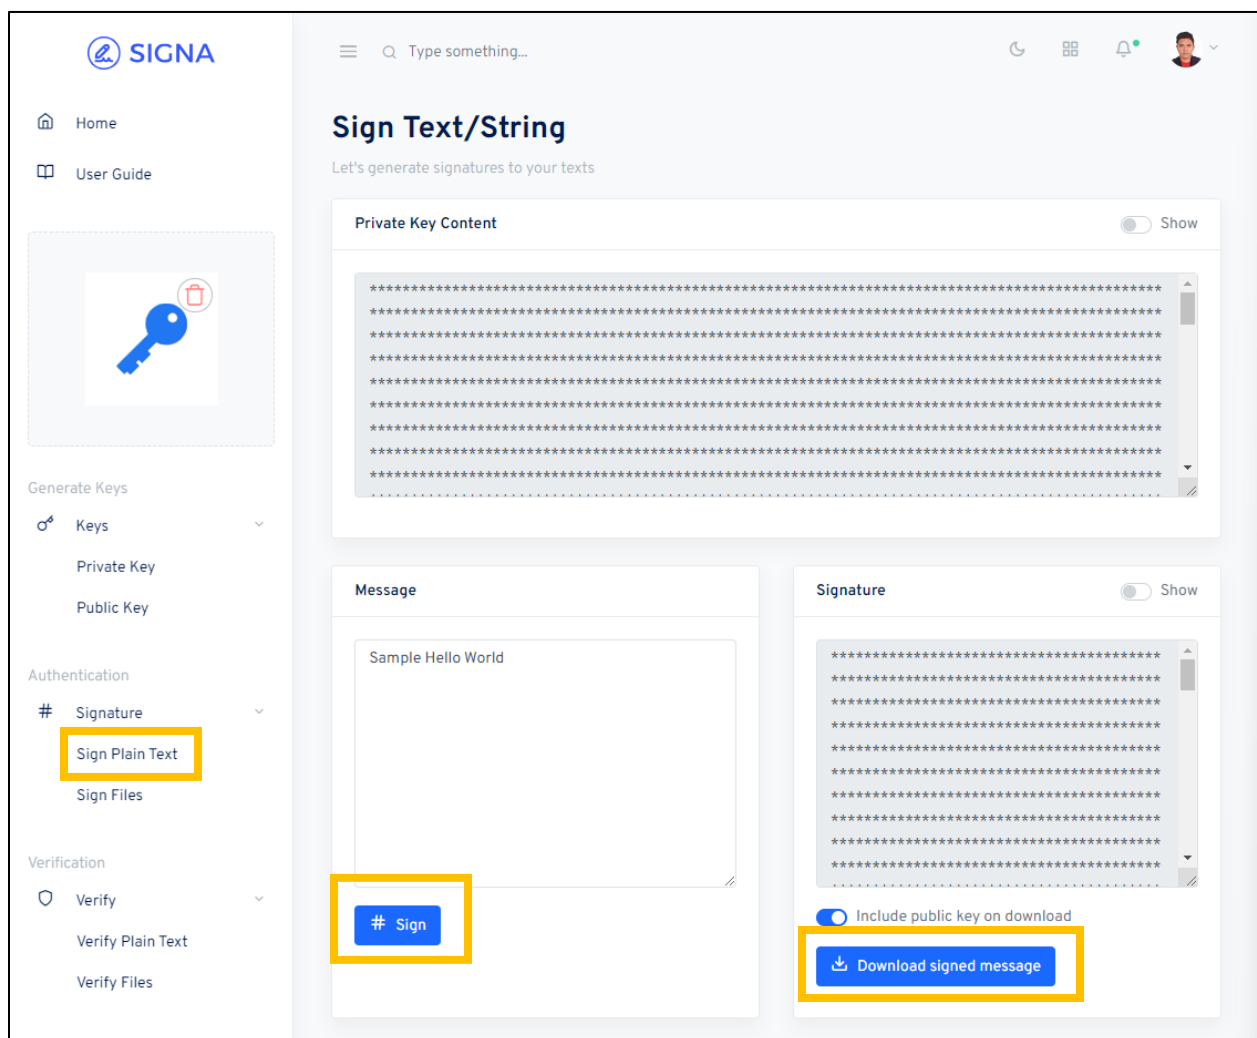 SIGNA
Type something...
Home
User Guide
Generate Keys
Keys
Private Key
Public Key
Authentication
# Signature
Sign Plain Text
Sign Files
Verification
Verify
Verify Plain Text
Verify Files
Sign Text/String
Let's generate signatures to your texts
Private Key Content
Show
************************************************************************************************
************************************************************************************************
************************************************************************************************
************************************************************************************************
************************************************************************************************
************************************************************************************************
************************************************************************************************
************************************************************************************************
************************************************************************************************
Message
Sample Hello World
# Sign
Signature
Show
****************************************
****************************************
****************************************
****************************************
****************************************
****************************************
****************************************
****************************************
****************************************
****************************************
Include public key on download
Download signed message